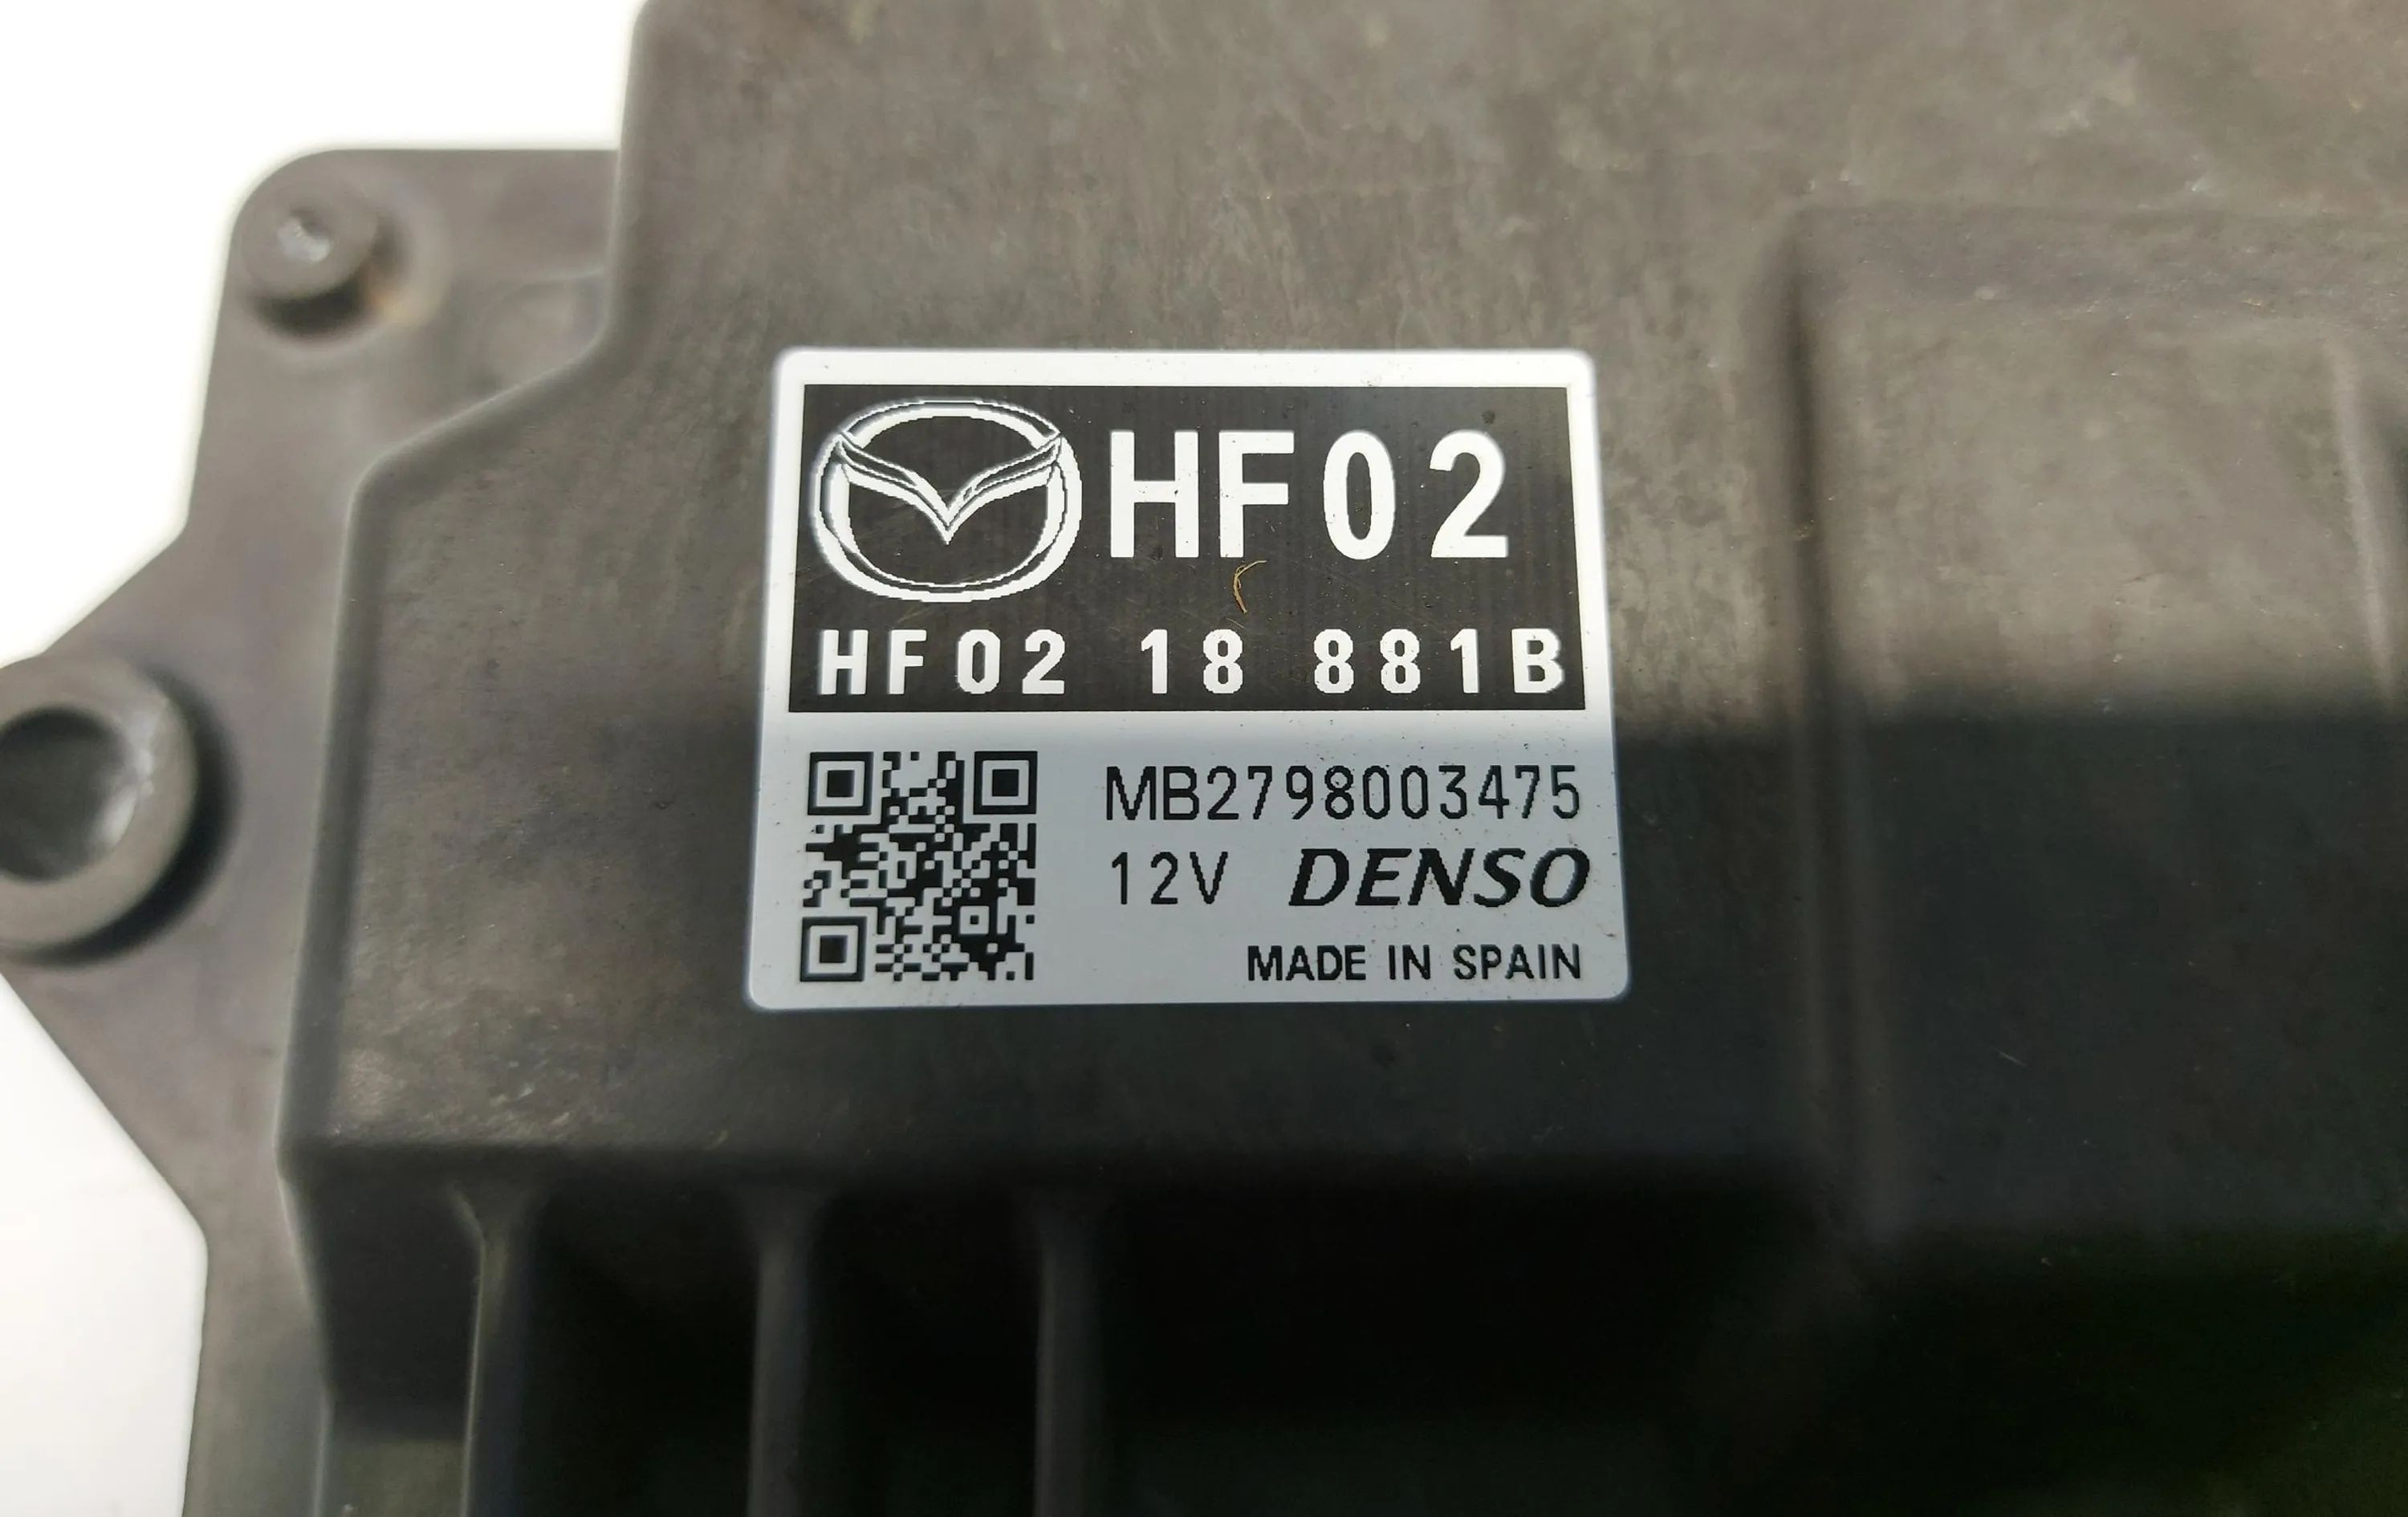 HF02
HF02 18 881B
MB2798003475
12V DENSO
MADE IN SPAIN